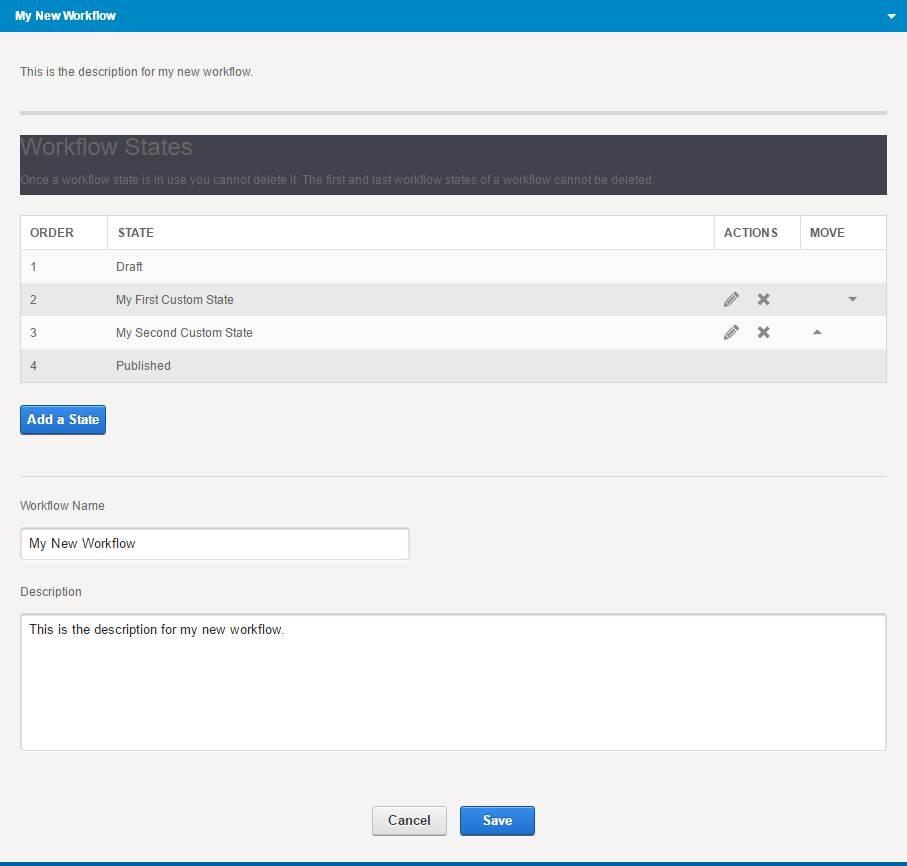 My New Workflow
This is the description for my new workflow.
Workflow States
Once a workflow state is in use you cannot delete it. The first and last workflow states of a workflow cannot be deleted.
ORDER STATE ACTIONS MOVE
1 Draft
2 My First Custom State
3 My Second Custom State
4 Published
Add a State
Workflow Name
My New Workflow
Description
This is the description for my new workflow.
Cancel Save